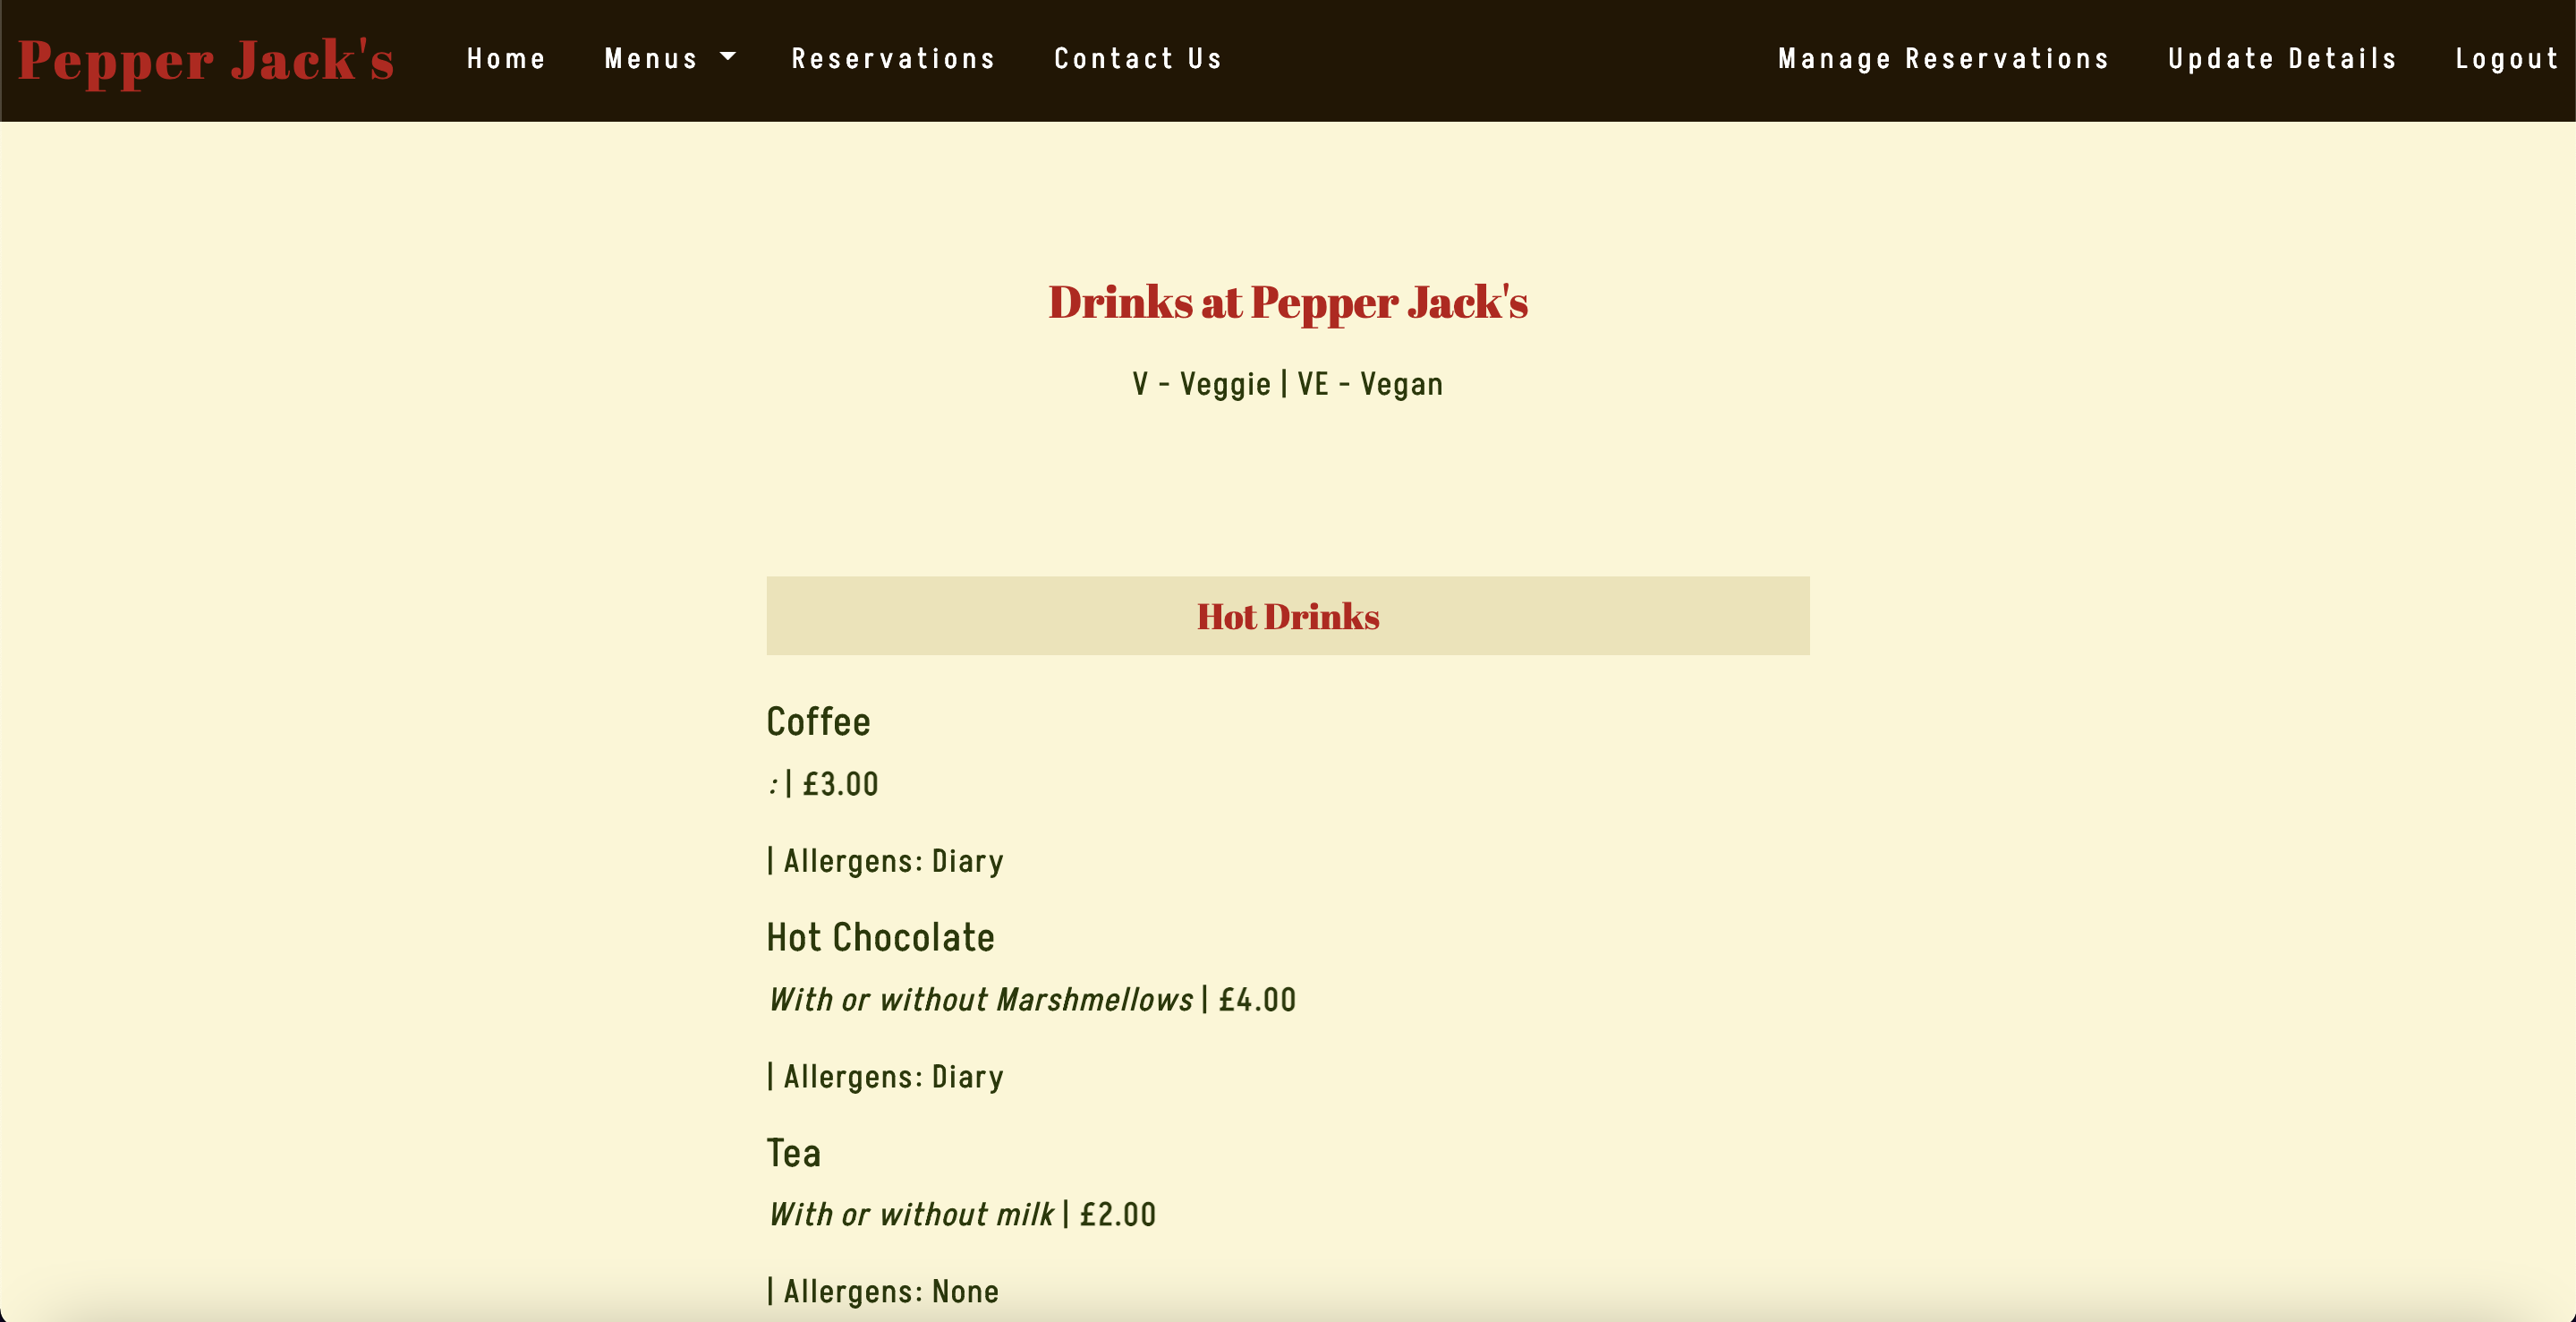 Pepper Jack's Home Menus Reservations Contact Us Manage Reservations Update Details Logout
Drinks at Pepper Jack's
V - Veggie | VE - Vegan
Hot Drinks
Coffee
: | £3.00
| Allergens: Diary
Hot Chocolate
With or without Marshmellows | £4.00
| Allergens: Diary
Tea
With or without milk | £2.00
| Allergens: None